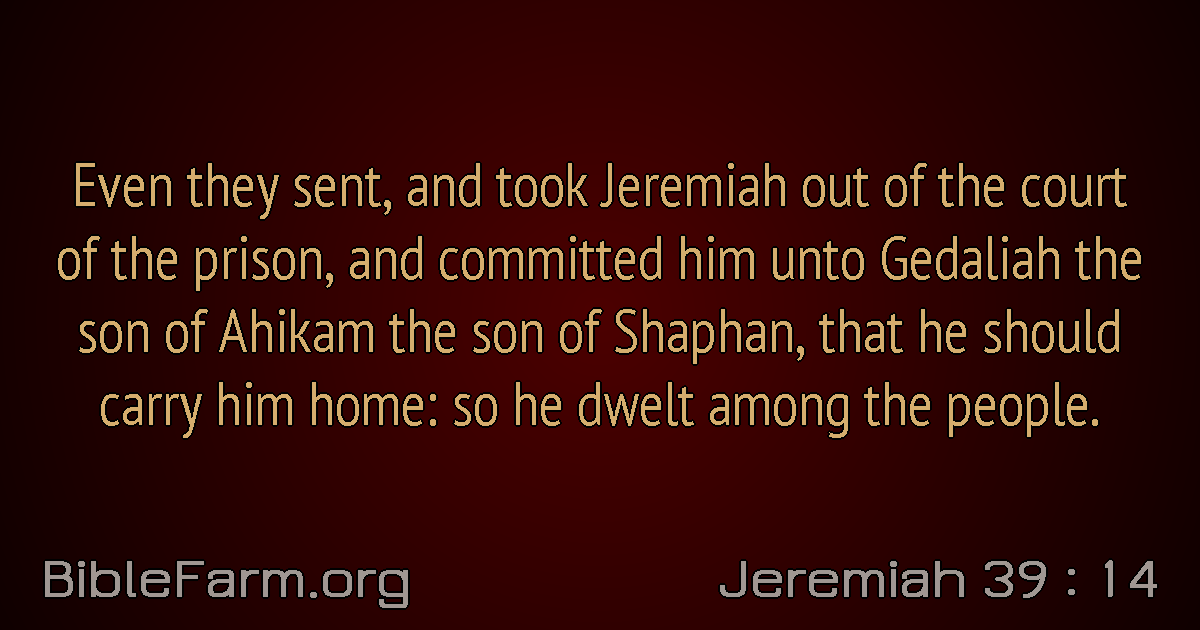 Even they sent, and took Jeremiah out of the court
of the prison, and committed him unto Gedaliah the
son of Ahikam the son of Shaphan, that he should
carry him home: so he dwelt among the people.
BibleFarm.org
Jeremiah 39 : 14